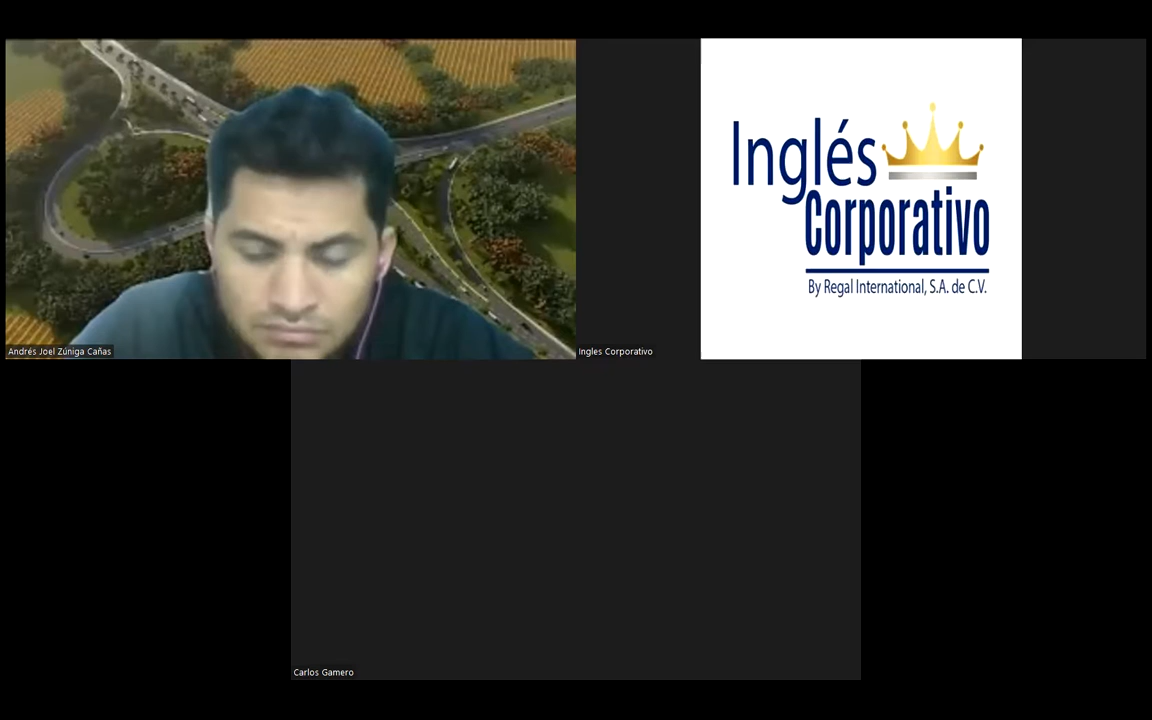 Inglés
Corporativo
By Regal International, S.A. de C.V.
Andrés Joel Zúniga Cañas
Ingles Corporativo
Carlos Gamero